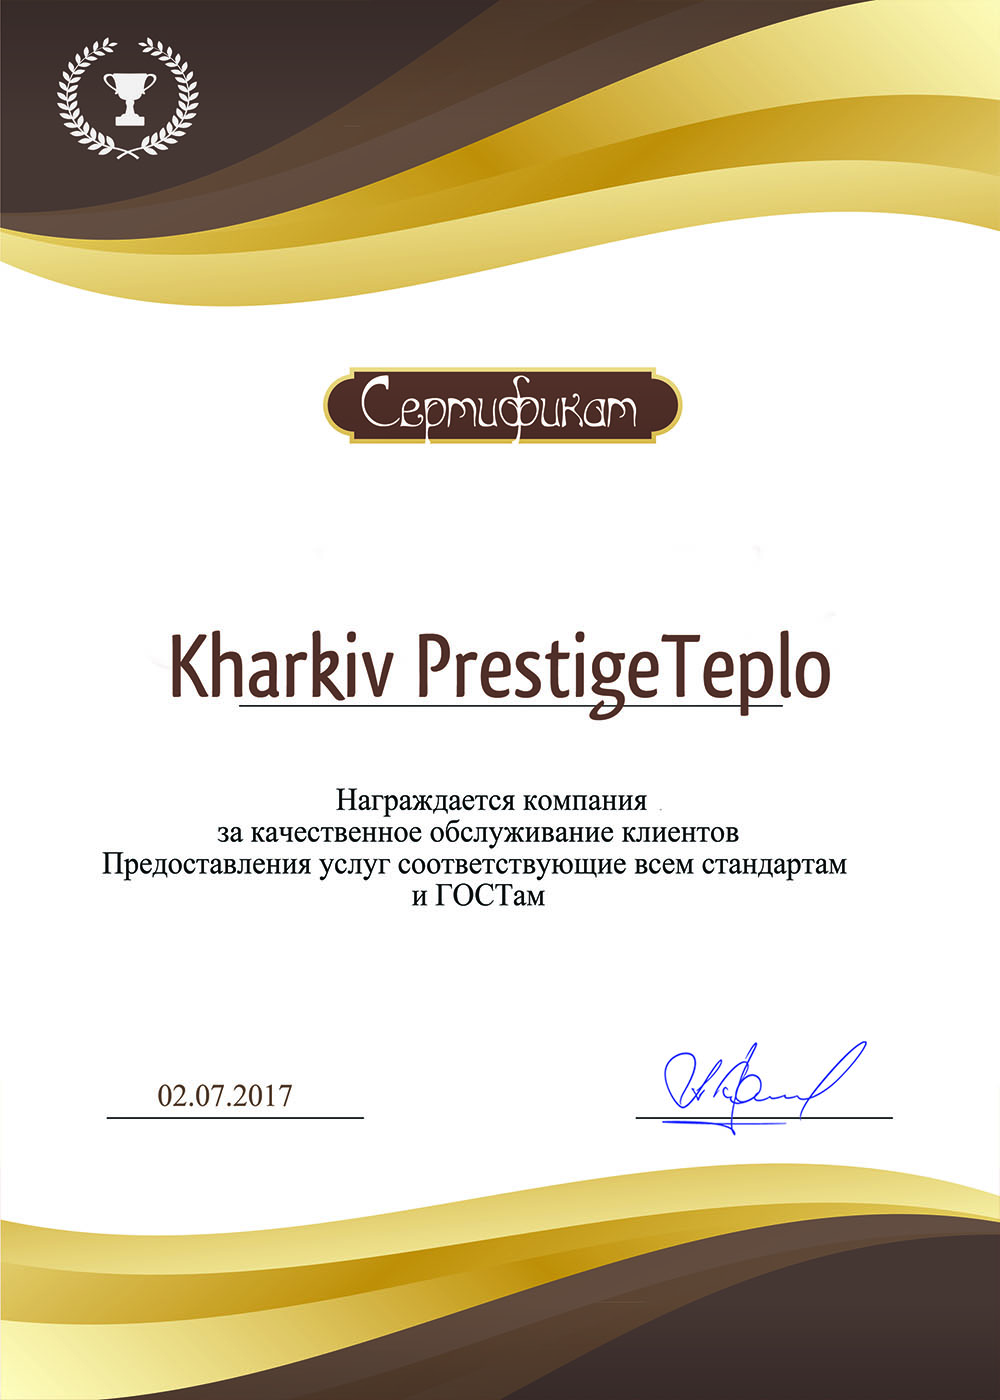 Сертификат
Kharkiv PrestigeTeplo
Награждается компания
за качественное обслуживание клиентов
Предоставления услуг соответствующие всем стандартам
и ГОСТам
02.07.2017